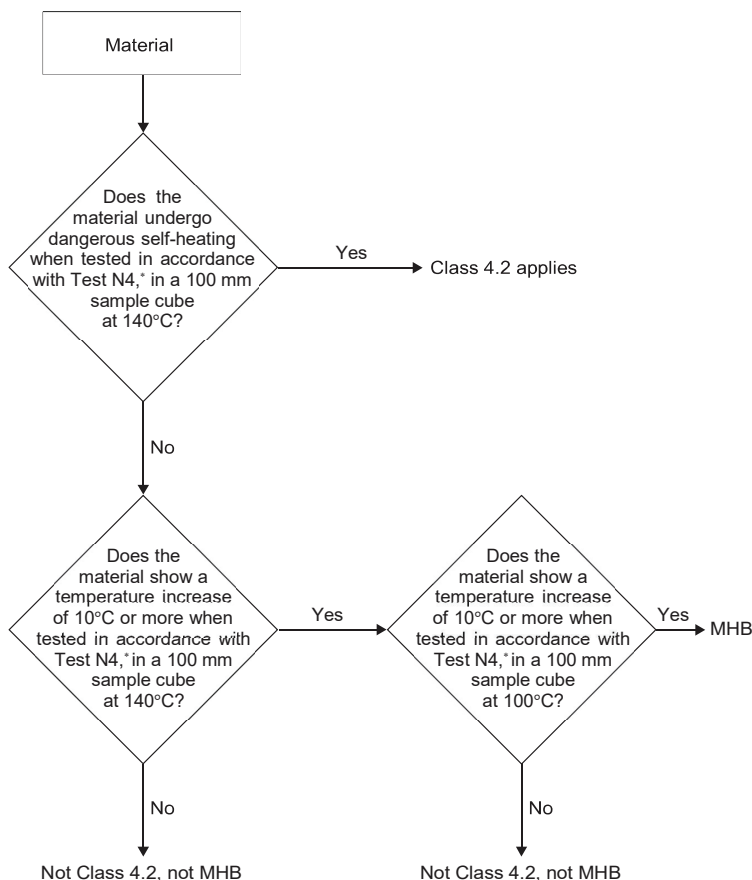 Material
Does the
material undergo
dangerous self-heating
when tested in accordance
with Test N4,* in a 100 mm
sample cube
at 140°C?
Yes
Class 4.2 applies
No
Does the
material show a
temperature increase
of 10°C or more when
tested in accordance with
Test N4,* in a 100 mm
sample cube
at 140°C?
Yes
Does the
material show a
temperature increase
of 10°C or more when
tested in accordance with
Test N4,* in a 100 mm
sample cube
at 100°C?
Yes
MHB
No
No
Not Class 4.2, not MHB
Not Class 4.2, not MHB